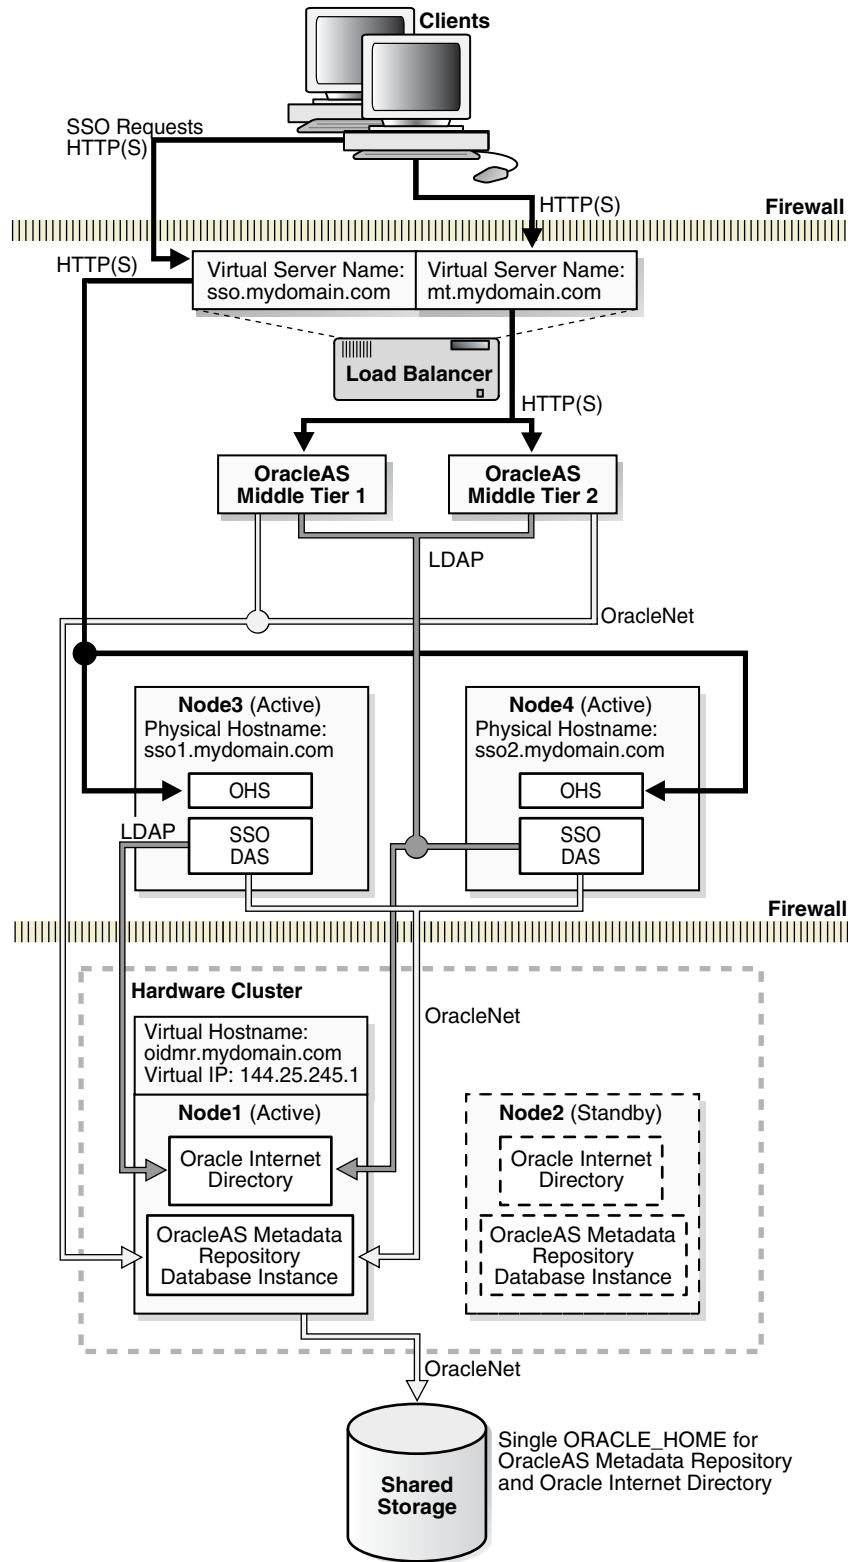 Clients
SSO Requests
HTTP(S)
HTTP(S)
Firewall
HTTP(S)
Virtual Server Name:
sso.mydomain.com
Virtual Server Name:
mt.mydomain.com
Load Balancer
HTTP(S)
OracleAS
Middle Tier 1
OracleAS
Middle Tier 2
LDAP
OracleNet
Node3 (Active)
Physical Hostname:
sso1.mydomain.com
OHS
SSO
DAS
LDAP
Node4 (Active)
Physical Hostname:
sso2.mydomain.com
OHS
SSO
DAS
Firewall
Hardware Cluster
OracleNet
Virtual Hostname:
oidmr.mydomain.com
Virtual IP: 144.25.245.1
Node1 (Active)
Oracle Internet
Directory
OracleAS Metadata
Repository
Database Instance
Node2 (Standby)
Oracle Internet
Directory
OracleAS Metadata
Repository
Database Instance
OracleNet
Shared
Storage
Single ORACLE_HOME for
OracleAS Metadata Repository
and Oracle Internet Directory